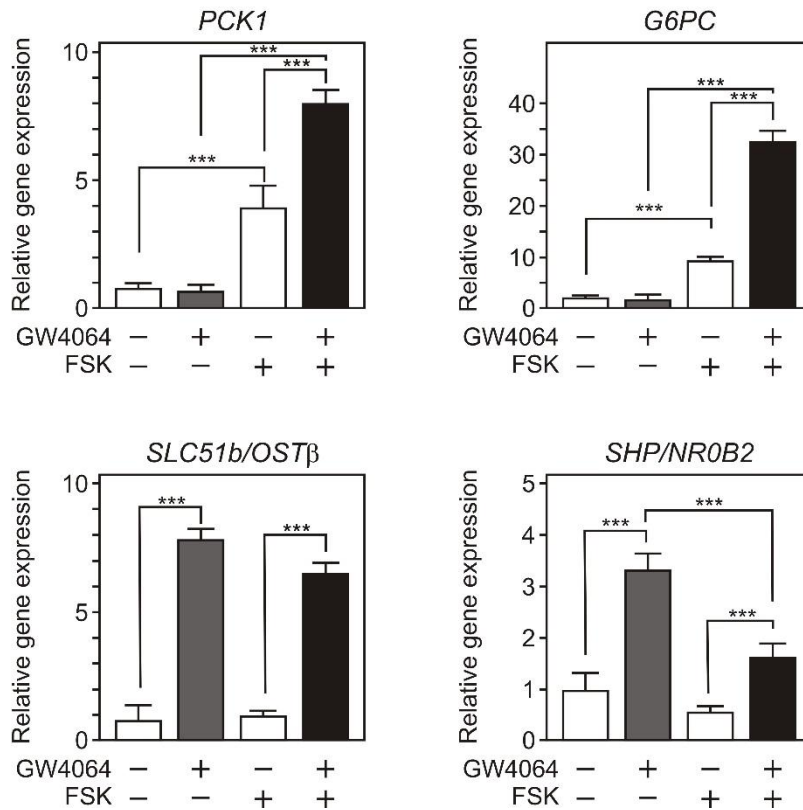 PCK1
Relative gene expression
10
5
0
***
***
***
GW4064 − + − +
FSK − − + +
G6PC
Relative gene expression
40
30
20
10
0
***
***
***
GW4064 − + − +
FSK − − + +
SLC51b/OSTβ
Relative gene expression
10
5
0
***
***
GW4064 − + − +
FSK − − + +
SHP/NR0B2
Relative gene expression
5
4
3
2
1
0
***
***
***
GW4064 − + − +
FSK − − + +